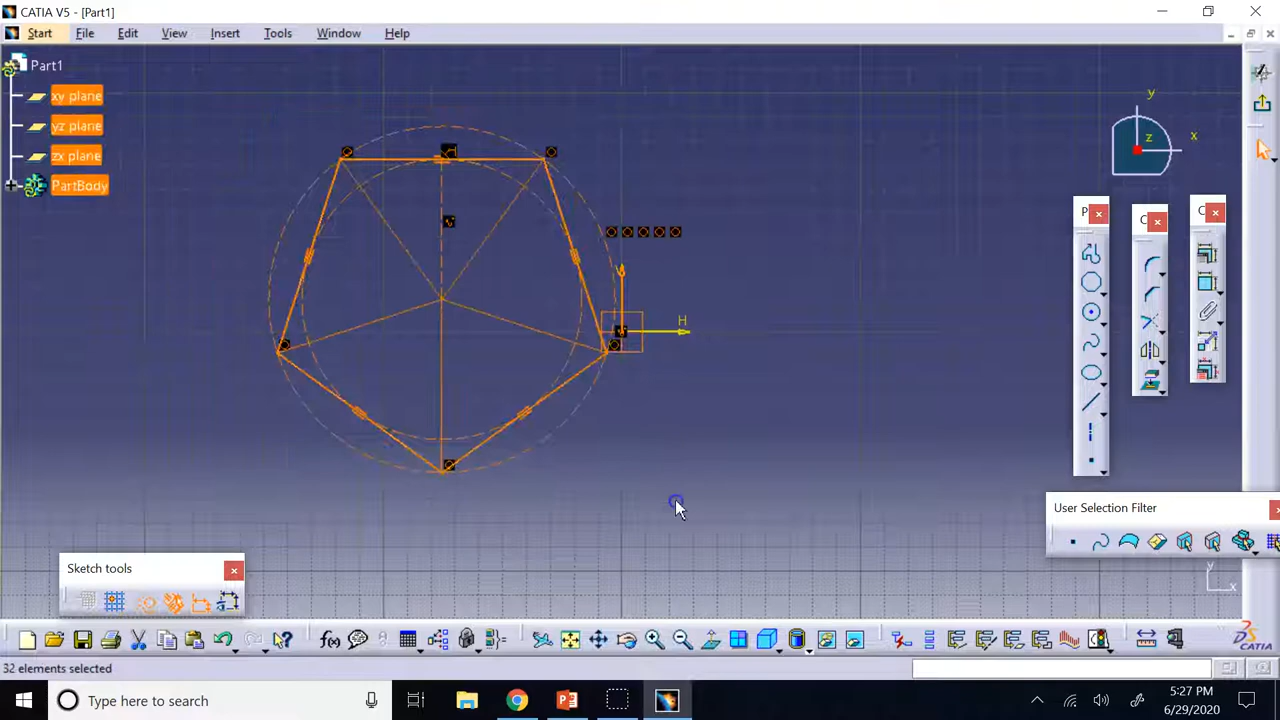 CATIA V5 - [Part1]
Start File Edit View Insert Tools Window Help
Part1
xy plane
yz plane
zx plane
PartBody
y
x
z
H
V
P
C
C
User Selection Filter
Sketch tools
y
x
f(x)
32 elements selected
CATIA
Type here to search
5:27 PM
6/29/2020